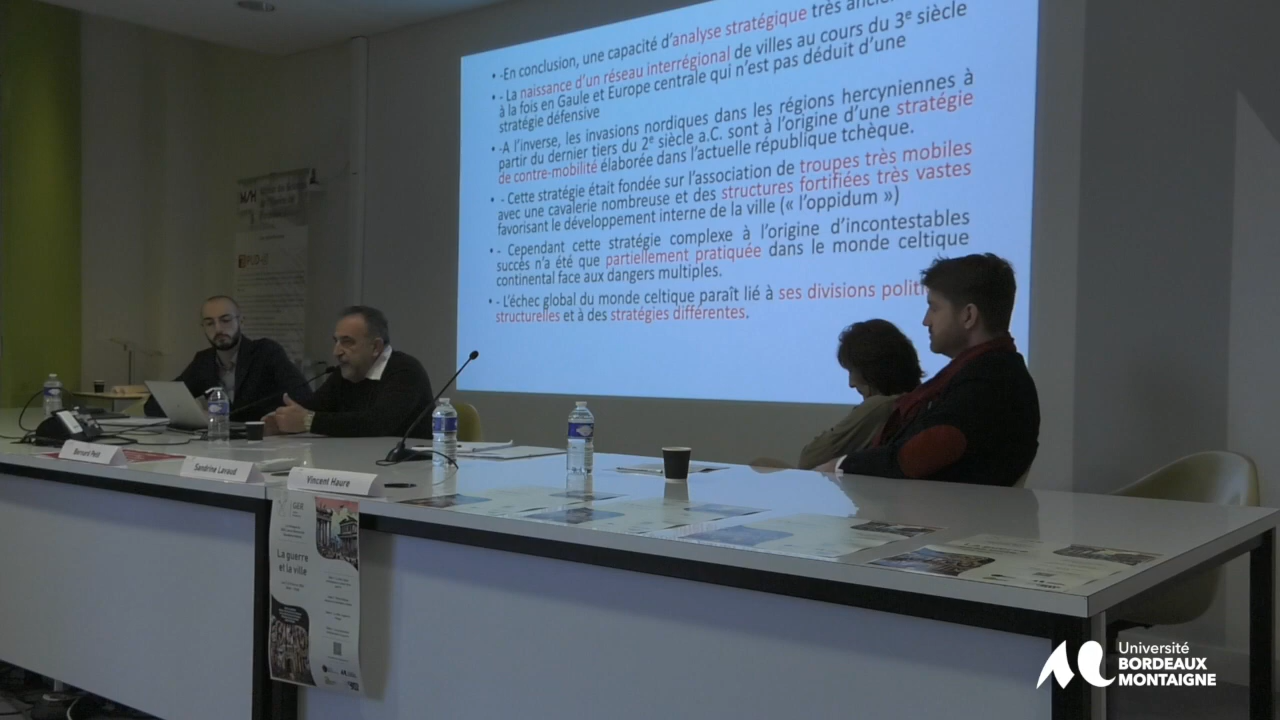 • -En conclusion, une capacité d'analyse stratégique très
• - La naissance d'un réseau interrégional de villes au cours du 3e siècle
à la fois en Gaule et Europe centrale qui n'est pas déduit d'une
stratégie défensive
• -A l'inverse, les invasions nordiques dans les régions hercyniennes à
partir du dernier tiers du 2e siècle a.C. sont à l'origine d'une stratégie
de contre-mobilité élaborée dans l'actuelle république tchèque.
• - Cette stratégie était fondée sur l'association de troupes très mobiles
avec une cavalerie nombreuse et des structures fortifiées très vastes
favorisant le développement interne de la ville (« l'oppidum »)
• - Cependant cette stratégie complexe à l'origine d'incontestables
succès n'a été que partiellement pratiquée dans le monde celtique
continental face aux dangers multiples.
• - L'échec global du monde celtique paraît lié à ses divisions
structurelles et à des stratégies différentes.
Sandrine Lavaud
Vincent Haure
La guerre
et la ville
Université
BORDEAUX
MONTAIGNE